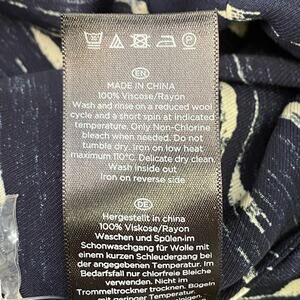 EN
MADE IN CHINA
100% Viscose/Rayon
Wash and rinse on a reduced wool
cycle and a short spin at indicated
temperature. Only Non-Chlorine
bleach when needed. Do not
tumble dry. Iron on low heat
maximum 110°C. Delicate dry clean.
Wash inside out
Iron on reverse side
DE
Hergestellt in china
100% Viskose/Rayon
Waschen und Spülen im
Schonwaschgang für Wolle mit
einem kurzen Schleudergang bei
der angegebenen Temperatur. Im
Bedarfsfall nur chlorfreie Bleiche
verwenden. Nicht im
Trommeltrockner trocknen. Bügeln
mit geringer Temperatur